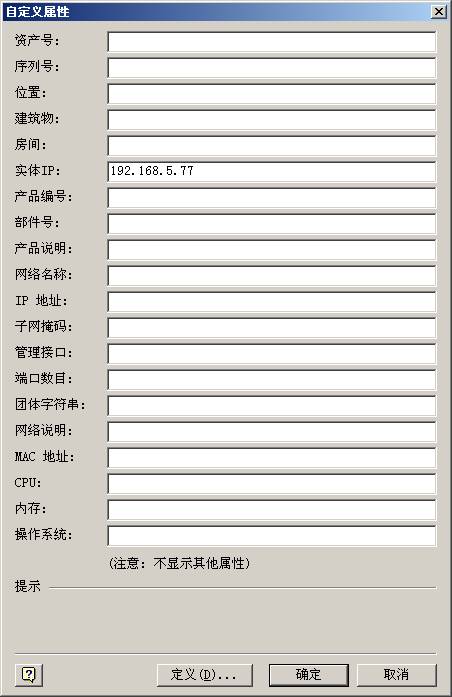 自定义属性
资产号:
序列号:
位置:
建筑物:
房间:
实体IP: 192.168.5.77
产品编号:
部件号:
产品说明:
网络名称:
IP 地址:
子网掩码:
管理接口:
端口数目:
团体字符串:
网络说明:
MAC 地址:
CPU:
内存:
操作系统:
(注意: 不显示其他属性)
提示
定义(D)... 确定 取消